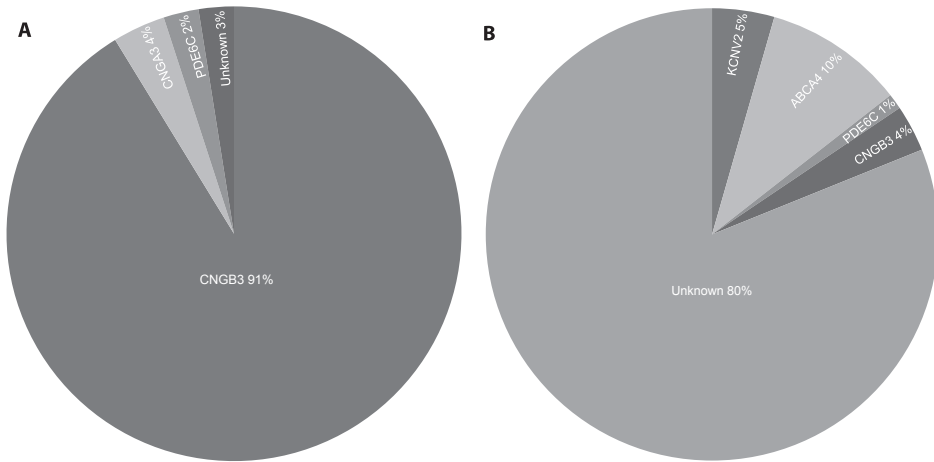 A
CNGA3 4%
PDE6C 2%
Unknown 3%
CNGB3 91%
B
KCNV2 5%
ABCA4 10%
PDE6C 1%
CNGB3 4%
Unknown 80%